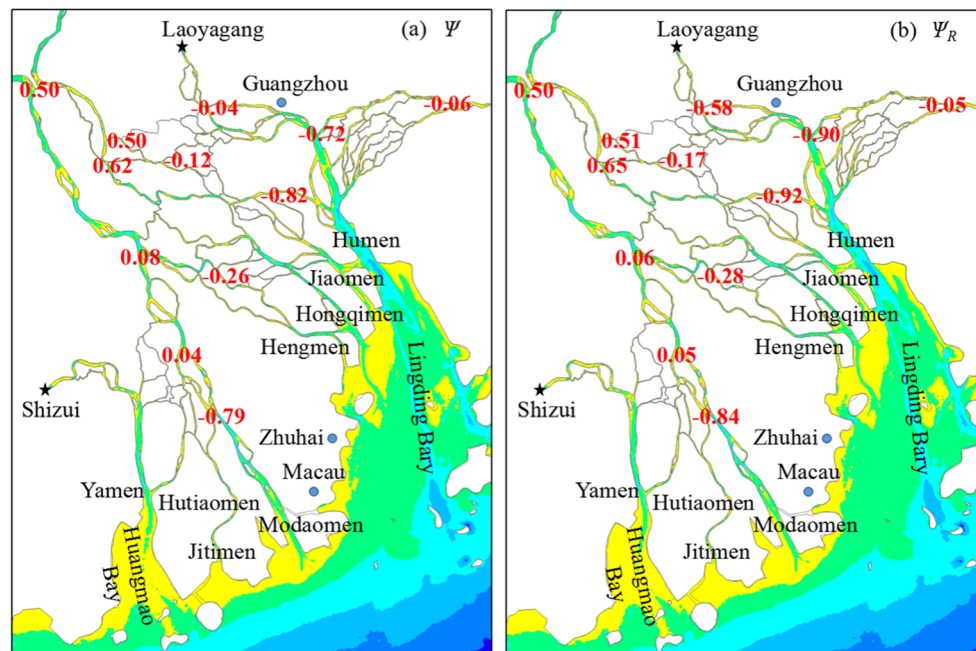 Laoyagang
(a) Ψ
Guangzhou
0.50
-0.04
-0.06
-0.72
0.50
-0.12
0.62
-0.82
Humen
0.08
-0.26
Jiaomen
Hongqimen
Hengmen
0.04
Lingding Bary
Shizui
-0.79
Zhuhai
Macau
Yamen
Hutiaomen
Modaomen
Huangmao
Bay
Jitimen
Laoyagang
(b) Ψ_R
Guangzhou
0.50
-0.58
-0.05
-0.90
0.51
-0.17
0.65
-0.92
Humen
0.06
-0.28
Jiaomen
Hongqimen
Hengmen
0.05
Lingding Bary
Shizui
-0.84
Zhuhai
Macau
Yamen
Hutiaomen
Modaomen
Huangmao
Bay
Jitimen